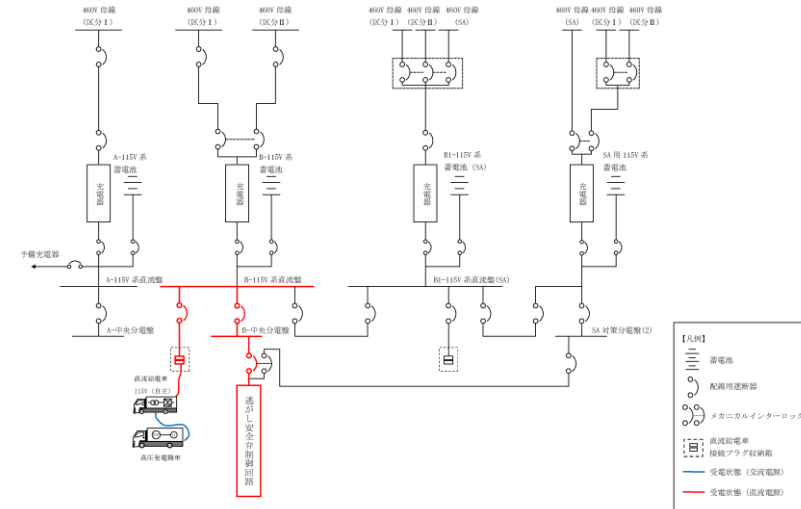 460V 母線
(区分Ⅰ)
460V 母線
(区分Ⅰ)
460V 母線
(区分Ⅱ)
460V 母線
(区分Ⅰ)
460V 母線
(区分Ⅱ)
460V 母線
(SA)
460V 母線
(SA)
460V 母線
(区分Ⅰ)
460V 母線
(区分Ⅱ)
A-115V 系
蓄電池
充電器
B-115V 系
蓄電池
充電器
B1-115V 系
蓄電池 (SA)
充電器
SA 用 115V 系
蓄電池
充電器
予備充電器
A-115V 系直流盤
B-115V 系直流盤
B1-115V 系直流盤(SA)
A-中央分電盤
B-中央分電盤
SA 対策分電盤(2)
直流給電車
115V (自主)
高圧発電機車
逃がし安全弁制御回路
【凡例】
蓄電池
配線用遮断器
メカニカルインターロック
直流給電車
接続プラグ収納箱
受電状態 (交流電源)
受電状態 (直流電源)